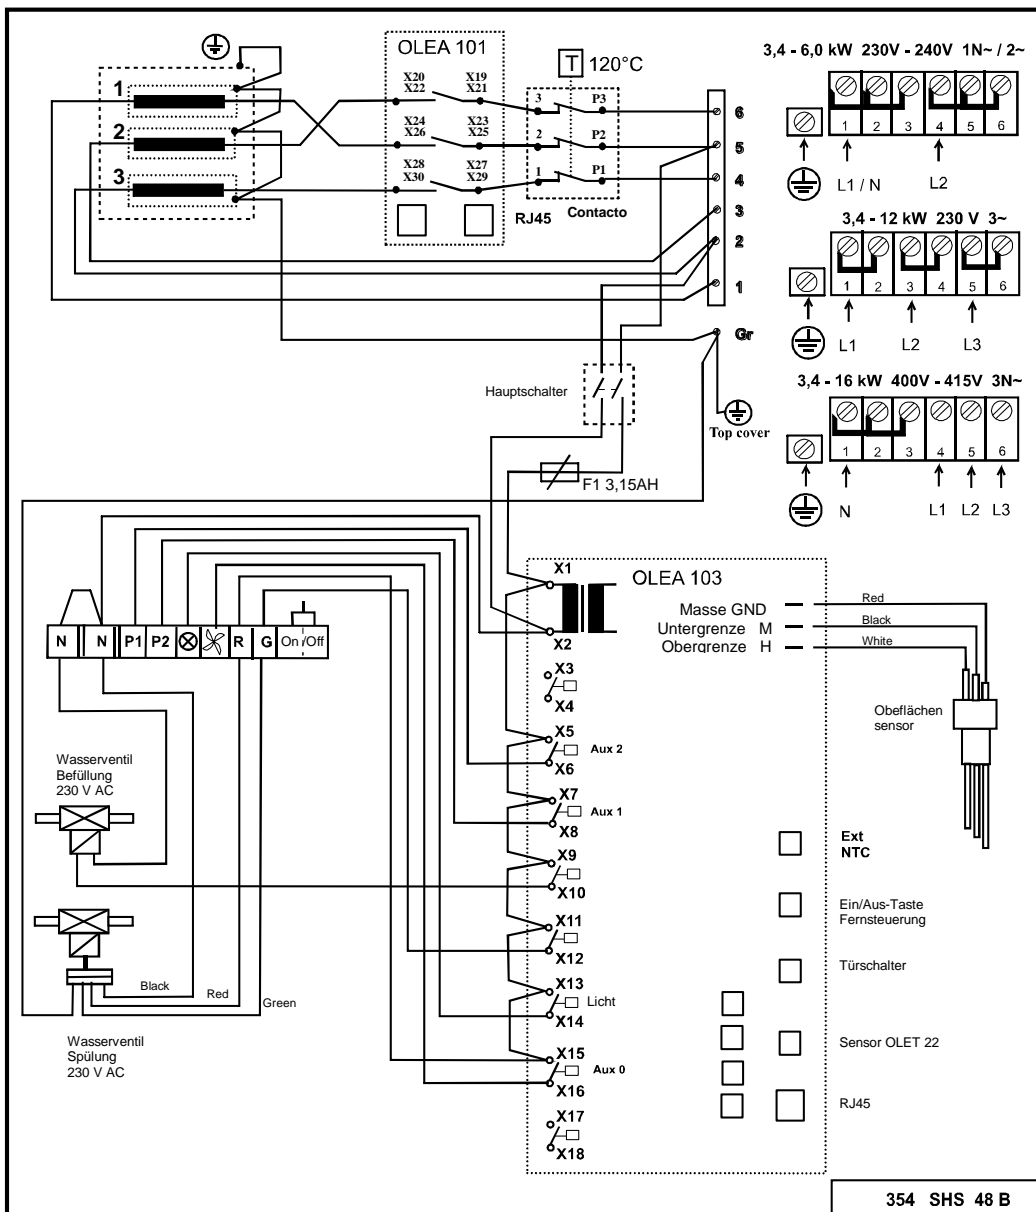 OLEA 101
T 120°C
X20
X22
X19
X21
X24
X26
X23
X25
X28
X30
X27
X29
1
2
3
3
2
1
P3
P2
P1
RJ45
Contacto
6
5
4
3
2
1
Gr
Top cover
Hauptschalter
F1 3,15AH
3,4 - 6,0 kW 230V - 240V 1N~ / 2~
1 2 3 4 5 6
L1 / N L2
3,4 - 12 kW 230 V 3~
1 2 3 4 5 6
L1 L2 L3
3,4 - 16 kW 400V - 415V 3N~
1 2 3 4 5 6
N L1 L2 L3
N N P1 P2 R G On /Off
Wasserventil
Befüllung
230 V AC
Black
Red
Green
Wasserventil
Spülung
230 V AC
OLEA 103
X1
X2
X3
X4
X5
Aux 2
X6
X7
Aux 1
X8
X9
X10
X11
X12
X13
Licht
X14
X15
Aux 0
X16
X17
X18
Masse GND
Untergrenze M
Obergrenze H
Red
Black
White
Obeflächen
sensor
Ext
NTC
Ein/Aus-Taste
Fernsteuerung
Türschalter
Sensor OLET 22
RJ45
354 SHS 48 B